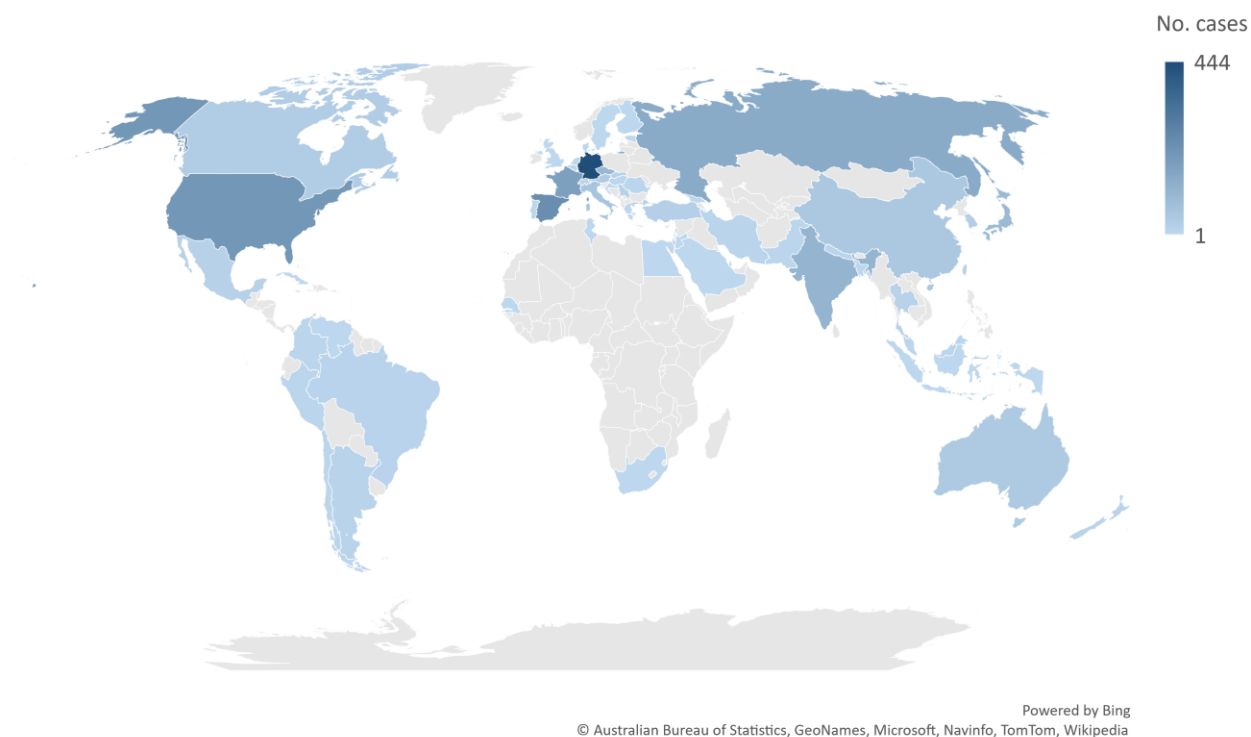 No. cases
444
1
Powered by Bing
© Australian Bureau of Statistics, GeoNames, Microsoft, Navinfo, TomTom, Wikipedia